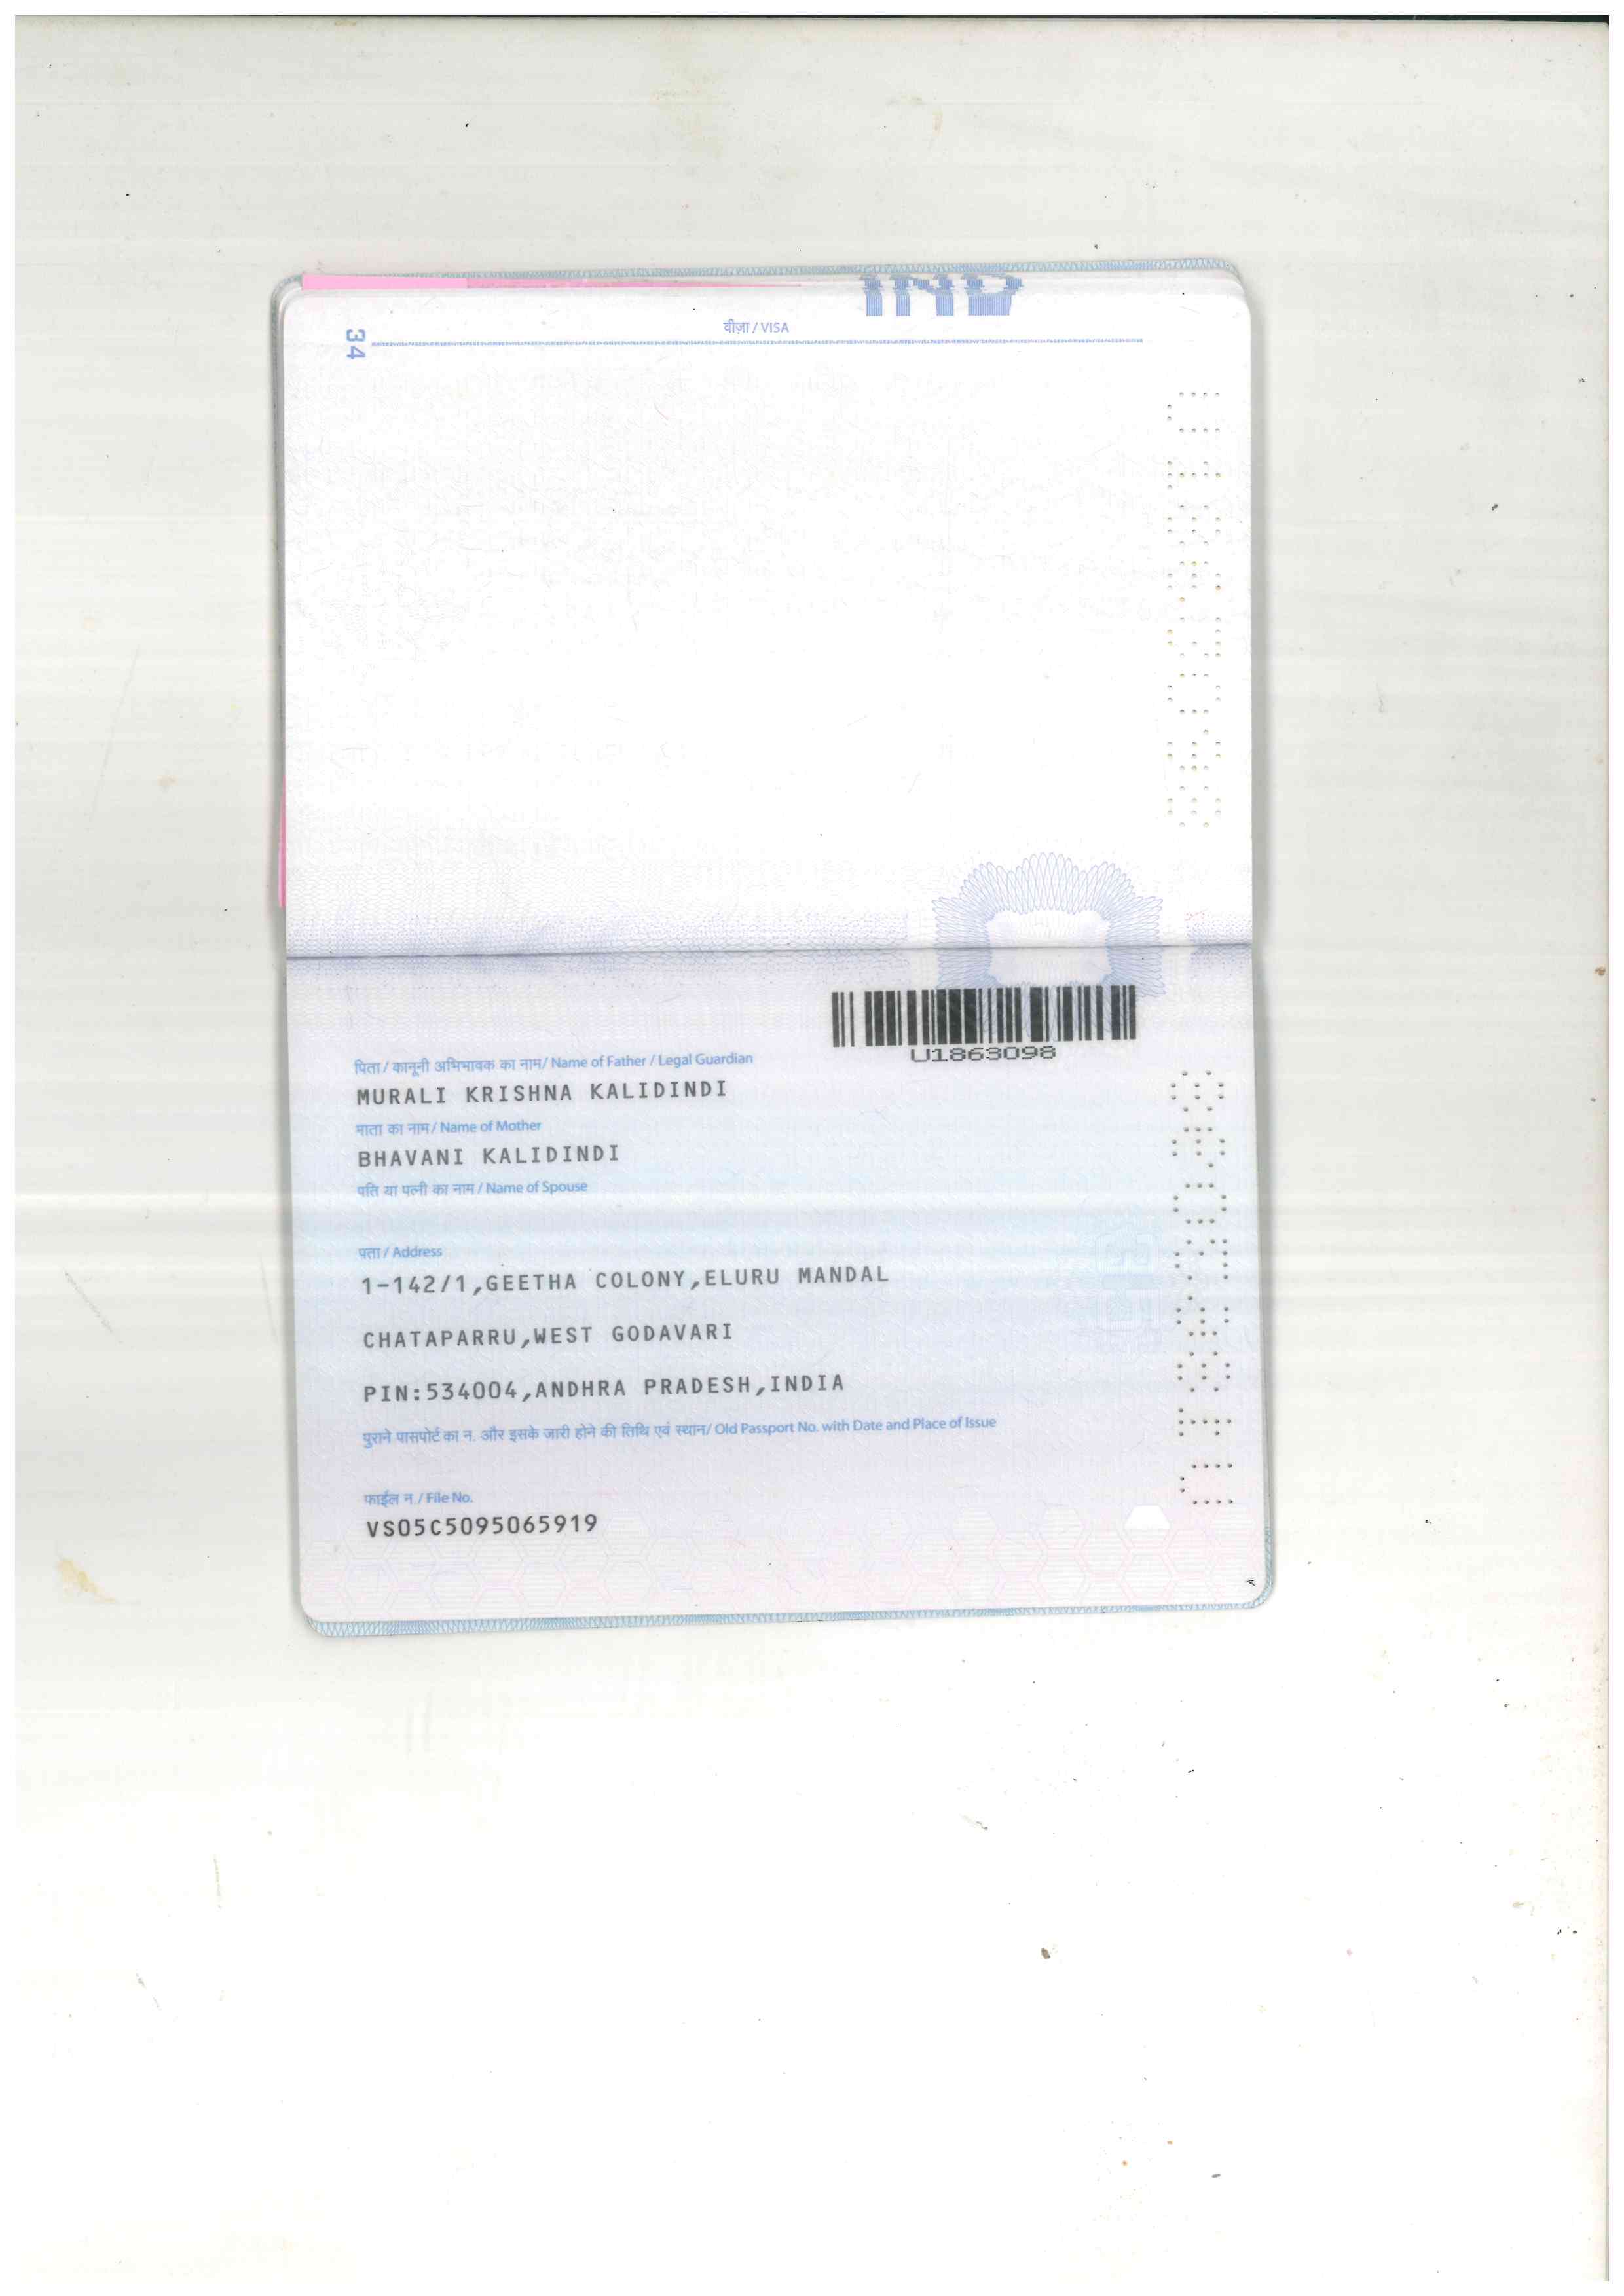 IND
वीज़ा / VISA
34
U1863098
U1863098
पिता / कानूनी अभिभावक का नाम/ Name of Father / Legal Guardian
MURALI KRISHNA KALIDINDI
माता का नाम/ Name of Mother
BHAVANI KALIDINDI
पति या पत्नी का नाम / Name of Spouse
पता / Address
1-142/1,GEETHA COLONY,ELURU MANDAL
CHATAPARRU,WEST GODAVARI
PIN:534004,ANDHRA PRADESH,INDIA
पुराने पासपोर्ट का न. और इसके जारी होने की तिथि एवं स्थान/ Old Passport No. with Date and Place of Issue
फाईल न./ File No.
VS05C5095065919
U1863098